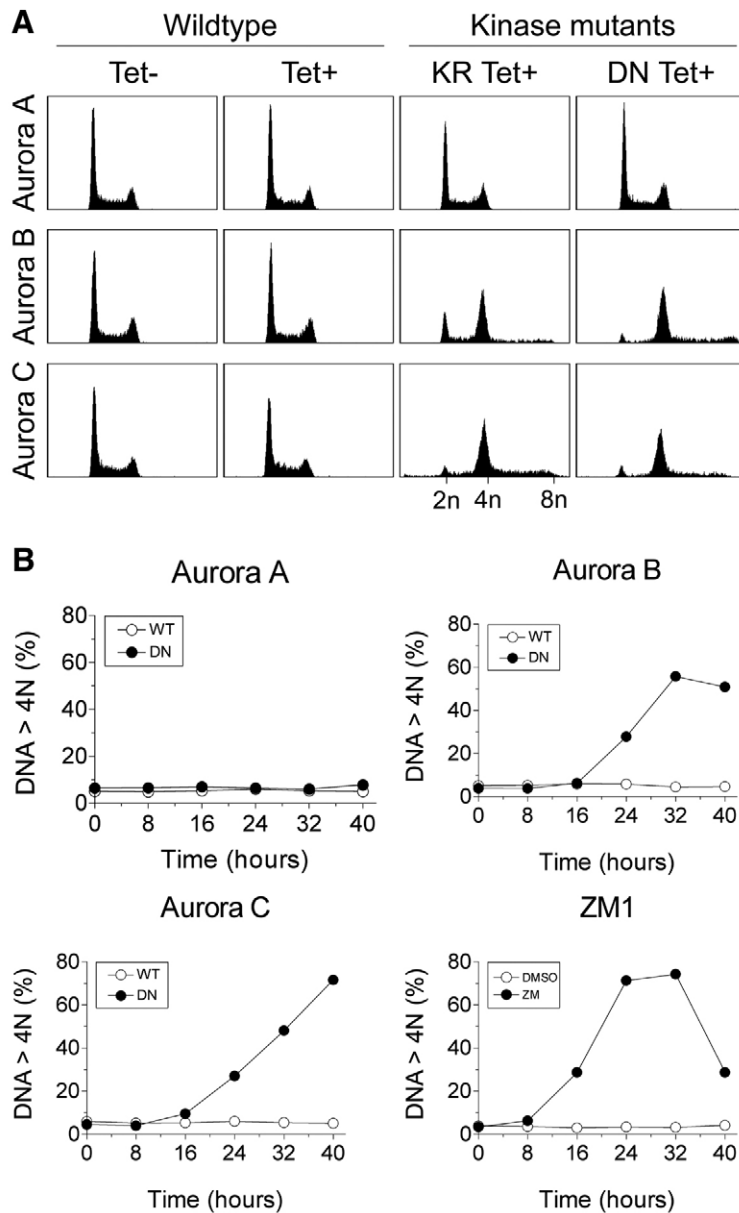 A
Wildtype
Kinase mutants
Tet-
Tet+
KR Tet+
DN Tet+
Aurora A
Aurora B
Aurora C
2n
4n
8n
B
Aurora A
DNA > 4N (%)
80
60
40
20
0
WT
DN
0 8 16 24 32 40
Time (hours)
Aurora B
DNA > 4N (%)
80
60
40
20
0
WT
DN
0 8 16 24 32 40
Time (hours)
Aurora C
DNA > 4N (%)
80
60
40
20
0
WT
DN
0 8 16 24 32 40
Time (hours)
ZM1
DNA > 4N (%)
80
60
40
20
0
DMSO
ZM
0 8 16 24 32 40
Time (hours)